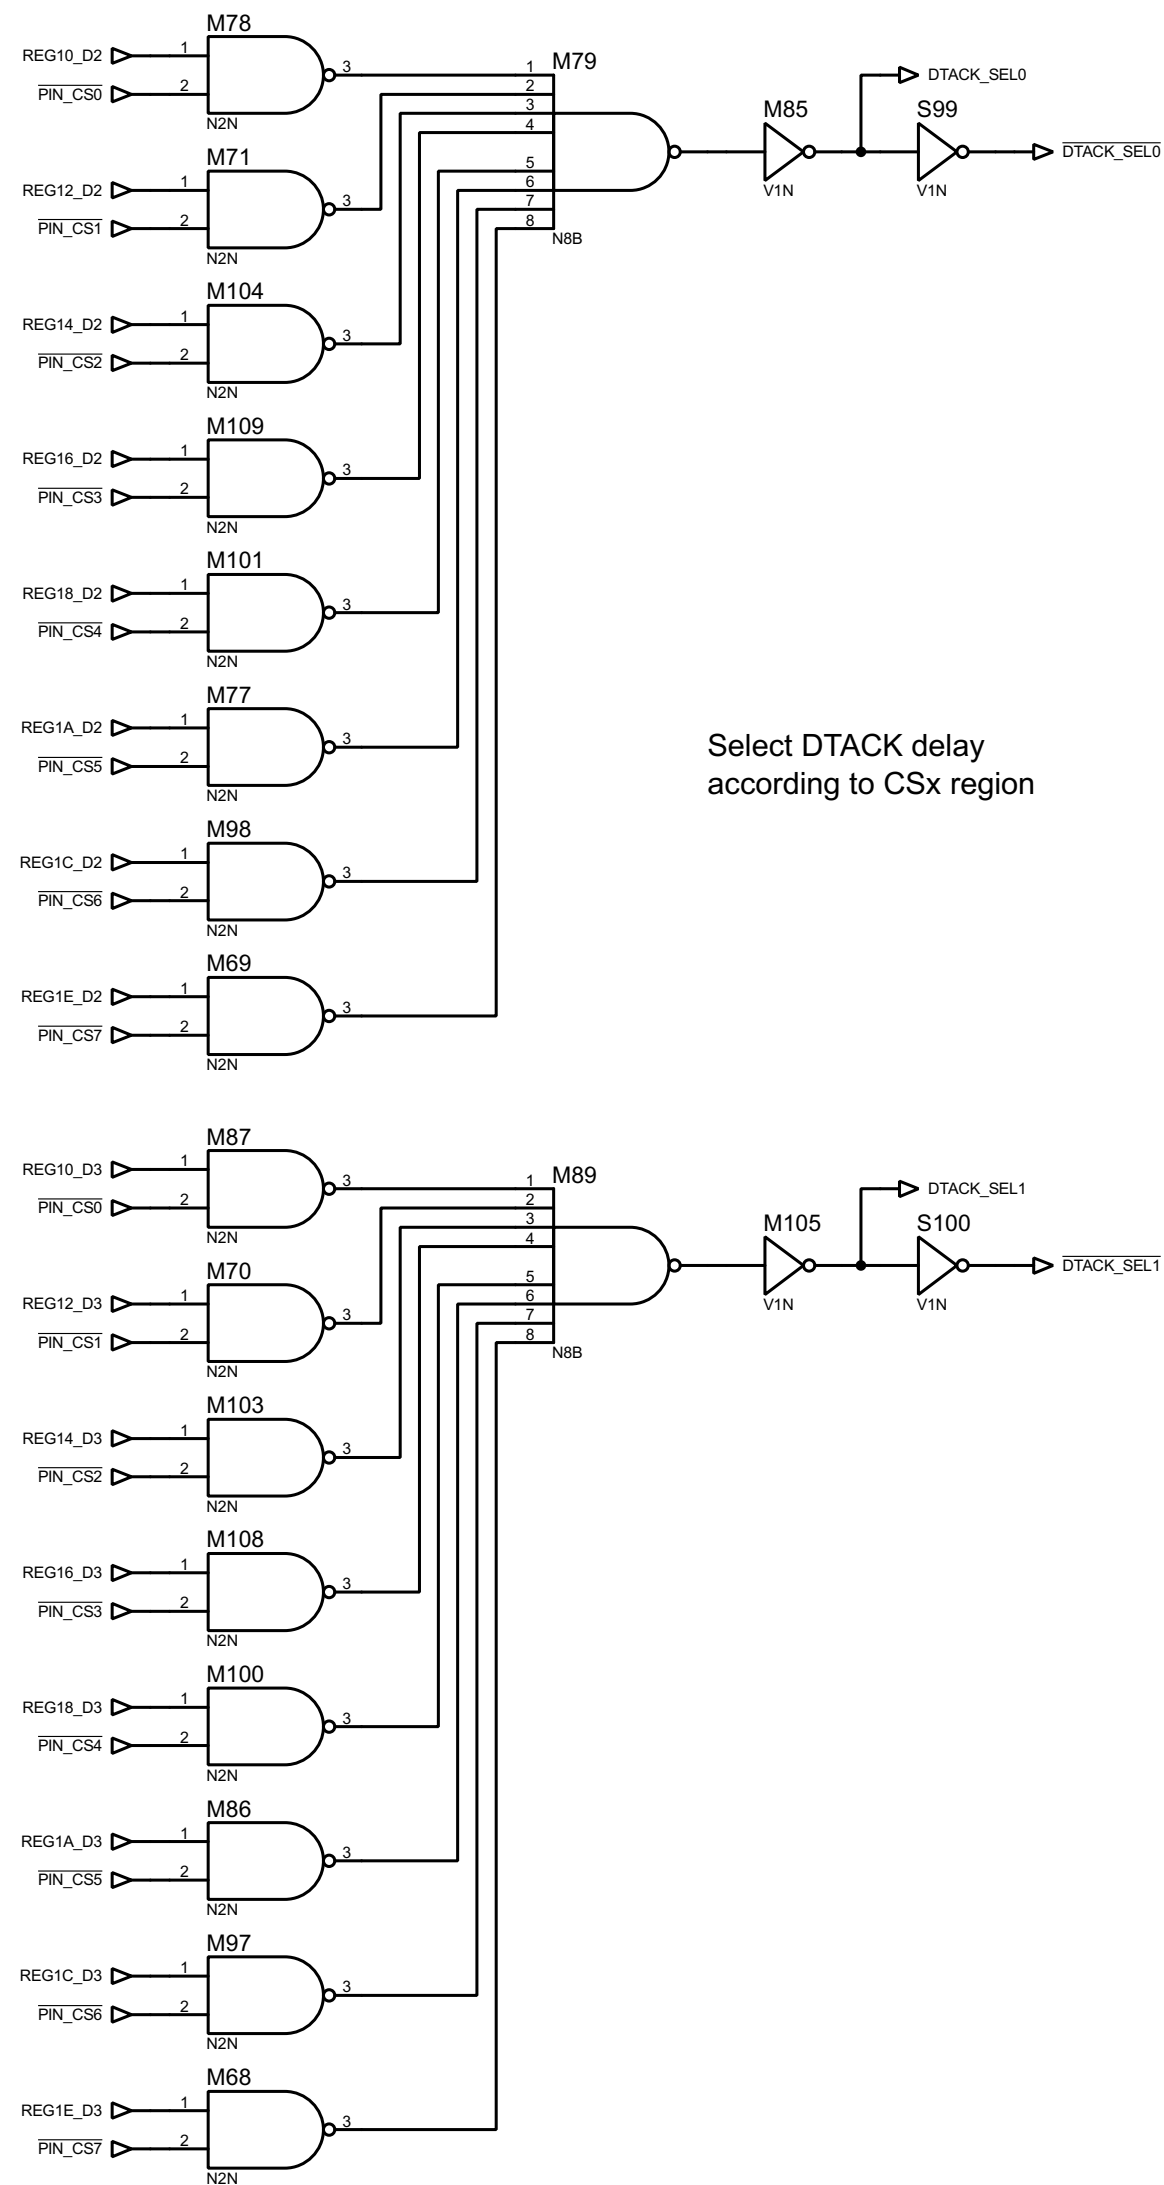 M78
REG10_D2 1
PIN_CS0 2
3
N2N
M71
REG12_D2 1
PIN_CS1 2
3
N2N
M104
REG14_D2 1
PIN_CS2 2
3
N2N
M109
REG16_D2 1
PIN_CS3 2
3
N2N
M101
REG18_D2 1
PIN_CS4 2
3
N2N
M77
REG1A_D2 1
PIN_CS5 2
3
N2N
M98
REG1C_D2 1
PIN_CS6 2
3
N2N
M69
REG1E_D2 1
PIN_CS7 2
3
N2N
M79
1
2
3
4
5
6
7
8
N8B
M85
V1N
DTACK_SEL0
S99
V1N
DTACK_SEL0
Select DTACK delay
according to CSx region
M87
REG10_D3 1
PIN_CS0 2
3
N2N
M70
REG12_D3 1
PIN_CS1 2
3
N2N
M103
REG14_D3 1
PIN_CS2 2
3
N2N
M108
REG16_D3 1
PIN_CS3 2
3
N2N
M100
REG18_D3 1
PIN_CS4 2
3
N2N
M86
REG1A_D3 1
PIN_CS5 2
3
N2N
M97
REG1C_D3 1
PIN_CS6 2
3
N2N
M68
REG1E_D3 1
PIN_CS7 2
3
N2N
M89
1
2
3
4
5
6
7
8
N8B
M105
V1N
DTACK_SEL1
S100
V1N
DTACK_SEL1